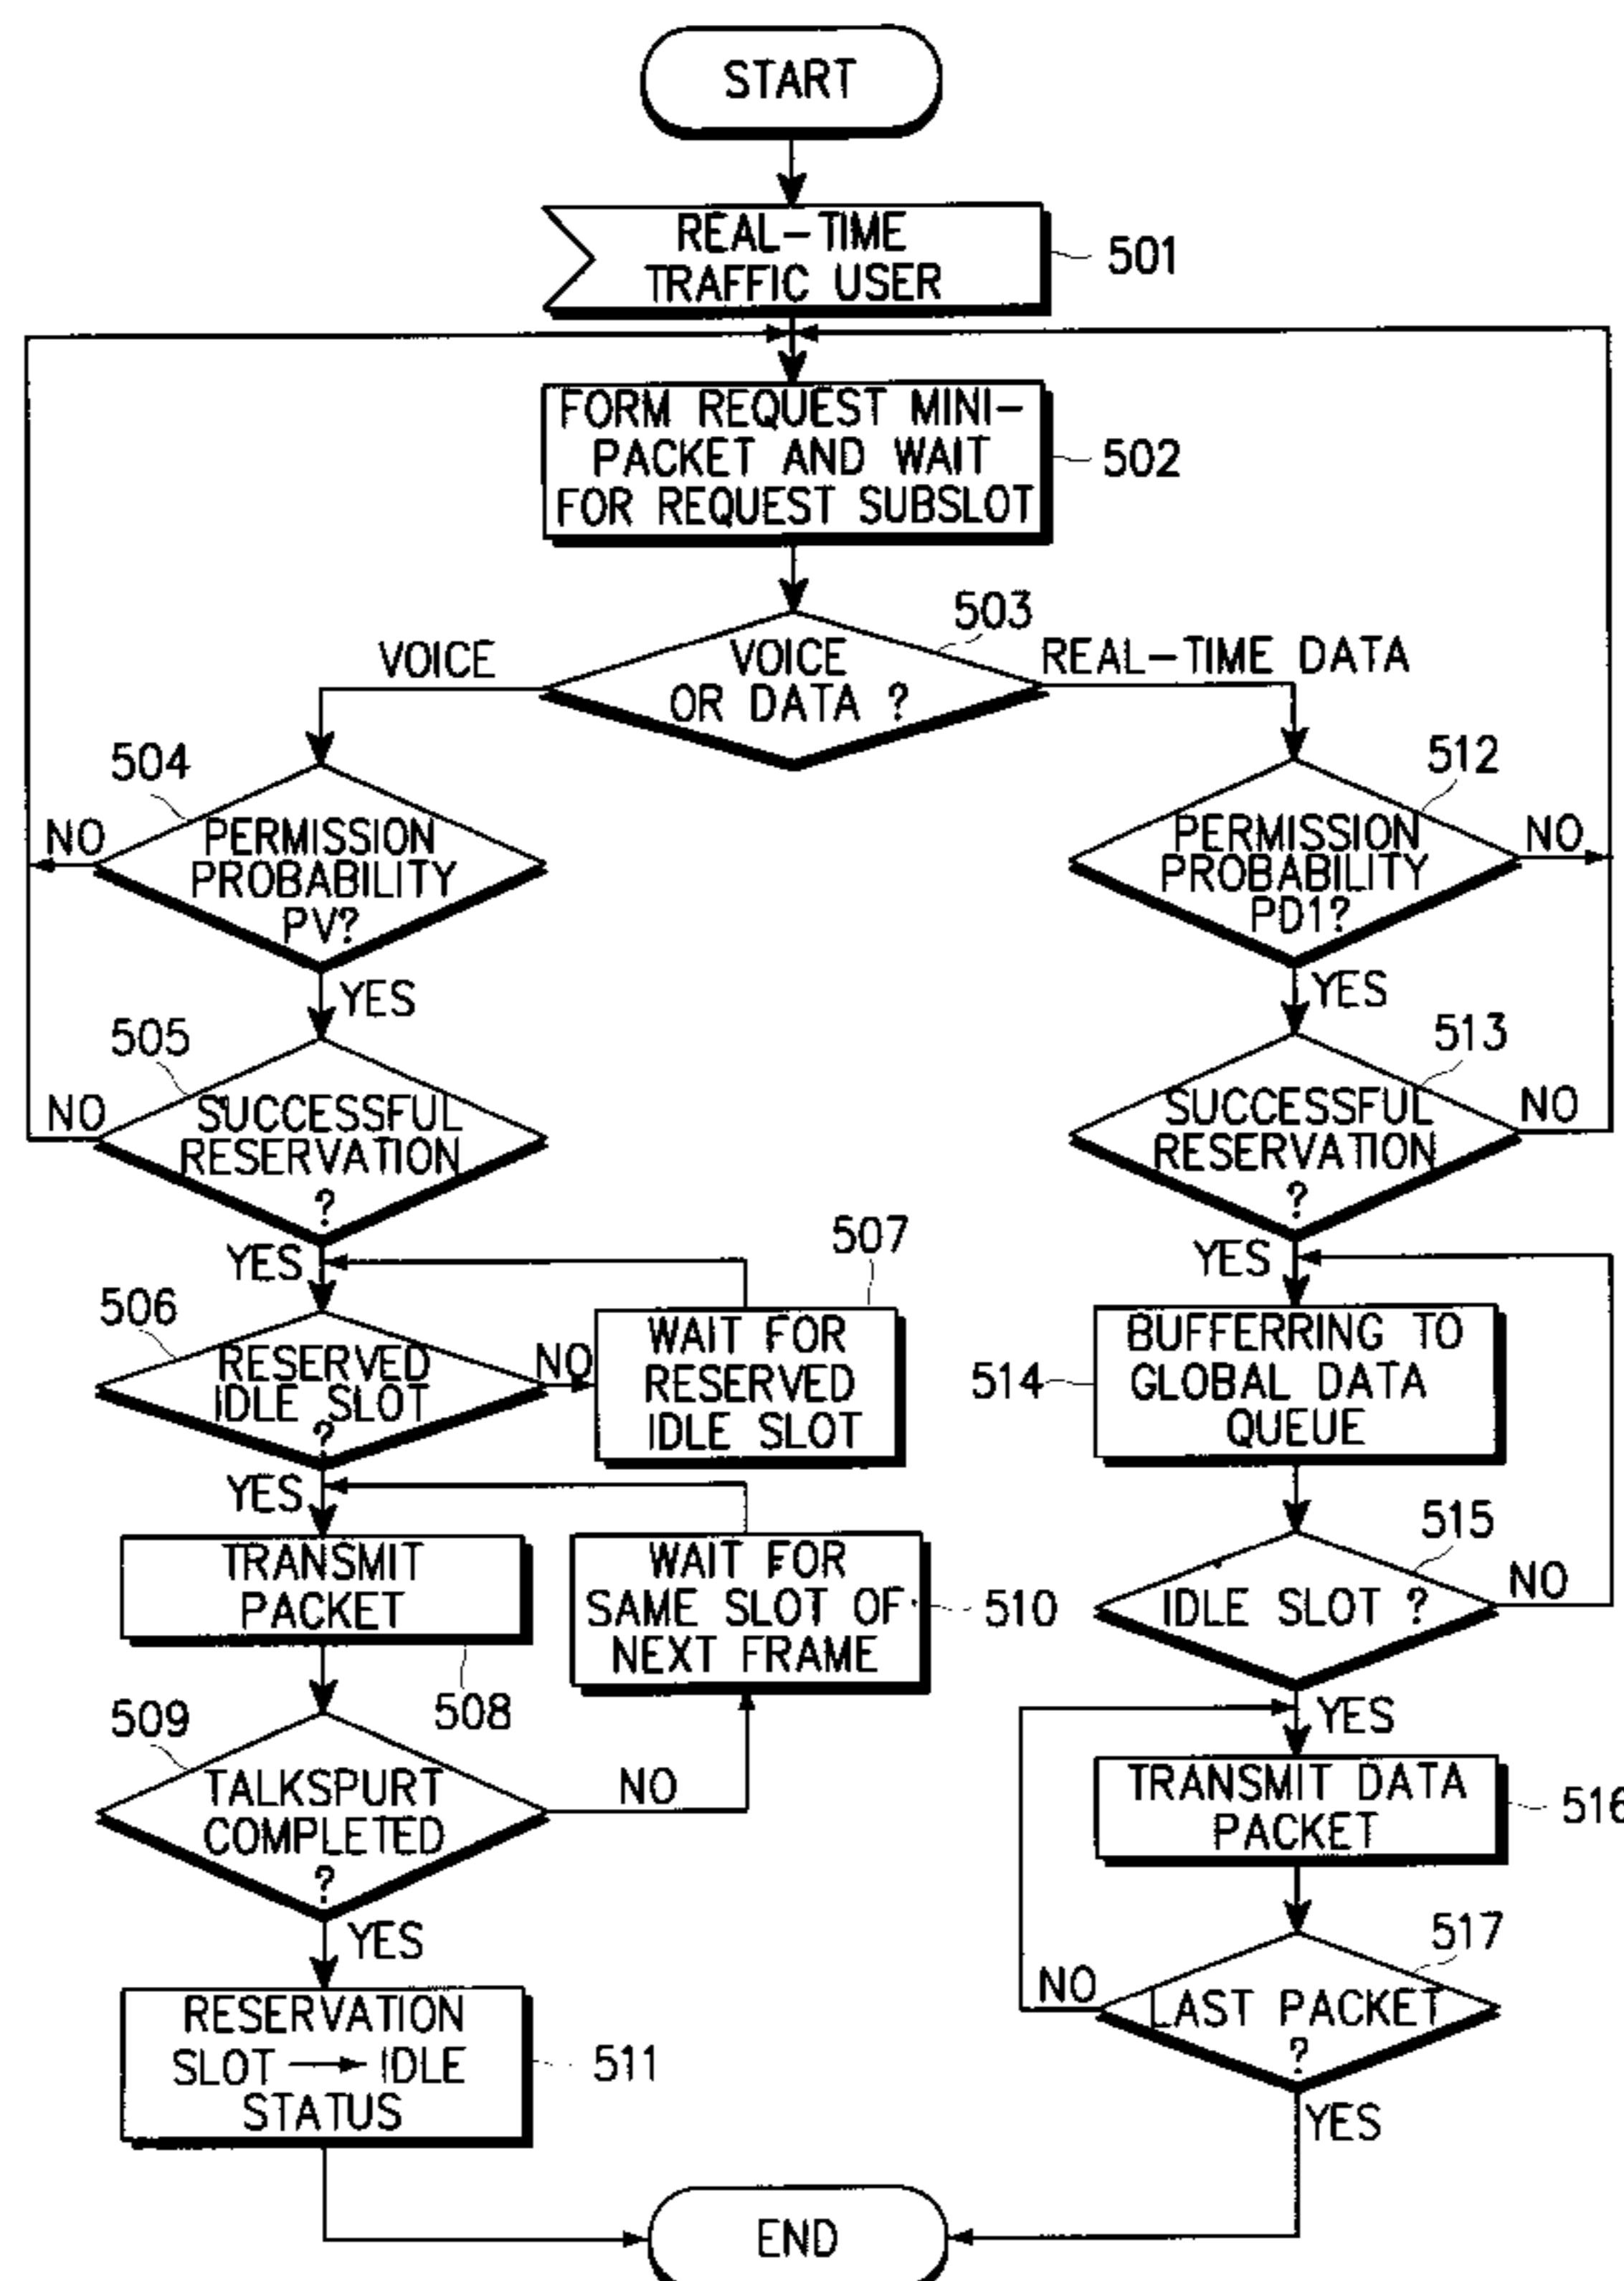 START
REAL-TIME
TRAFFIC USER
501
FORM REQUEST MINI-
PACKET AND WAIT
FOR REQUEST SUBSLOT
502
503
VOICE
VOICE
OR DATA ?
REAL-TIME DATA
504
NO
PERMISSION
PROBABILITY
PV?
YES
512
PERMISSION
PROBABILITY
PD1?
NO
YES
505
NO
SUCCESSFUL
RESERVATION
?
YES
513
SUCCESSFUL
RESERVATION
?
NO
YES
506
RESERVED
IDLE SLOT
?
NO
YES
507
WAIT FOR
RESERVED
IDLE SLOT
514
BUFFERRING TO
GLOBAL DATA
QUEUE
TRANSMIT
PACKET
508
WAIT FOR
SAME SLOT OF
NEXT FRAME
510
515
IDLE SLOT ?
NO
YES
509
TALKSPURT
COMPLETED
?
NO
YES
TRANSMIT DATA
PACKET
516
517
NO
LAST PACKET
?
YES
RESERVATION
SLOT → IDLE
STATUS
511
END